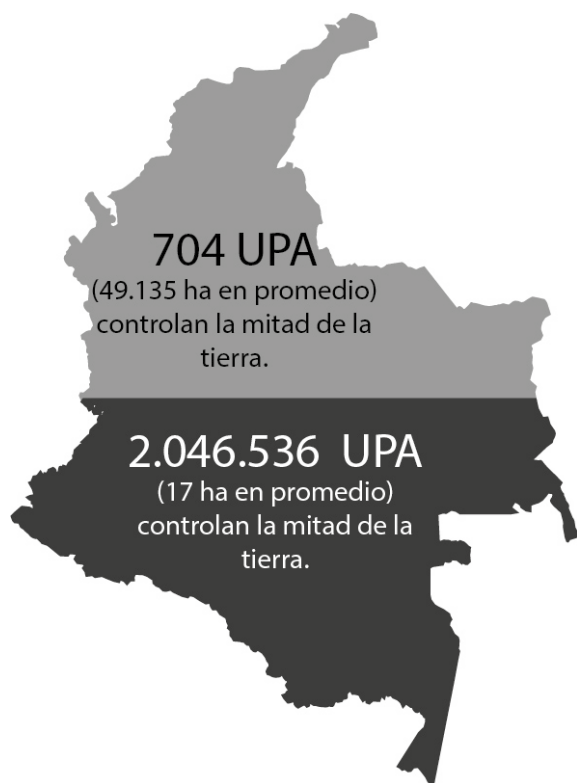 704 UPA
(49.135 ha en promedio)
controlan la mitad de la
tierra.
2.046.536 UPA
(17 ha en promedio)
controlan la mitad de la
tierra.